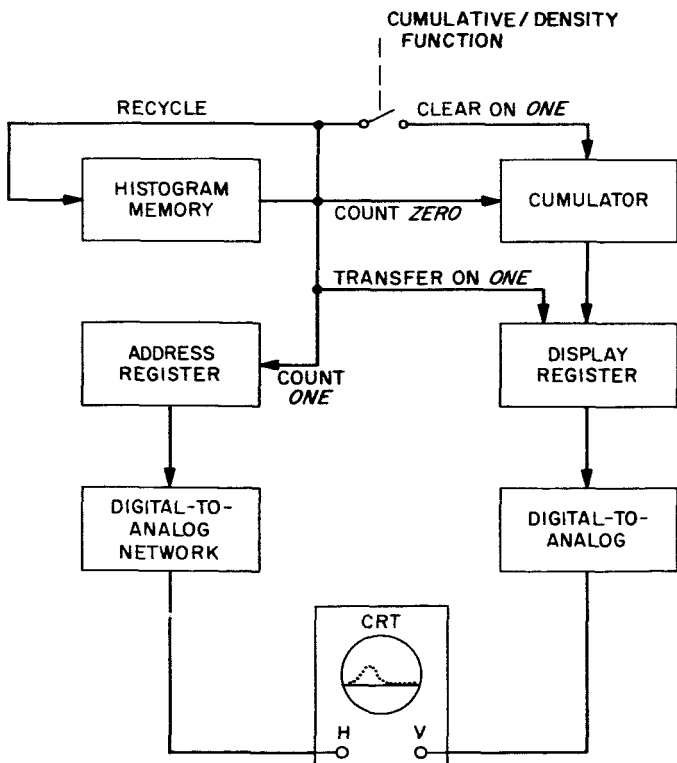 CUMULATIVE / DENSITY
FUNCTION
RECYCLE
CLEAR ON ONE
HISTOGRAM
MEMORY
COUNT ZERO
CUMULATOR
TRANSFER ON ONE
ADDRESS
REGISTER
COUNT
ONE
DISPLAY
REGISTER
DIGITAL-TO-
ANALOG
NETWORK
DIGITAL-TO-
ANALOG
CRT
H
V